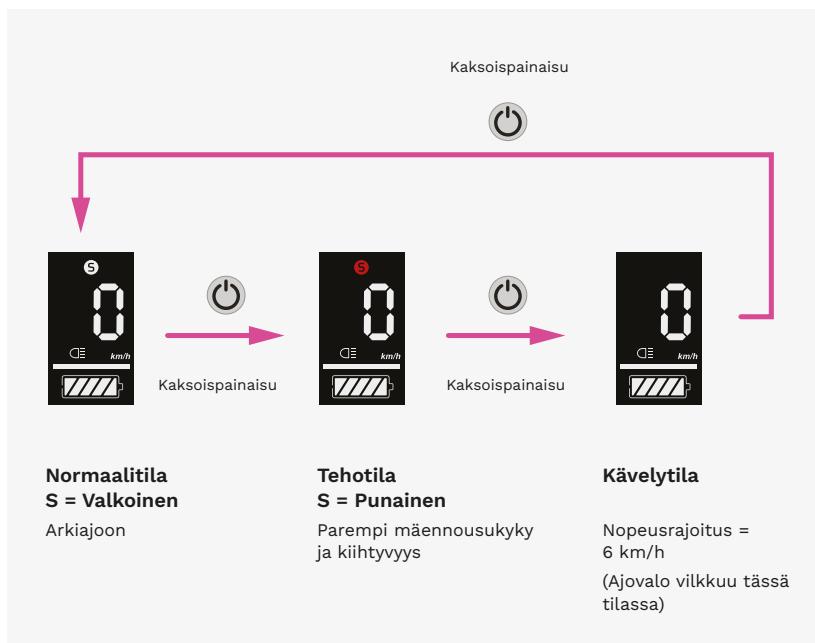 Kaksoispainaisu
S
0
km/h
Kaksoispainaisu
S
0
km/h
Kaksoispainaisu
0
km/h
Normaalitila
S = Valkoinen
Arkiajoon
Tehotila
S = Punainen
Parempi mäennousukyky
ja kiihtyvyys
Kävelytila
Nopeusrajoitus =
6 km/h
(Ajovalo vilkkuu tässä
tilassa)